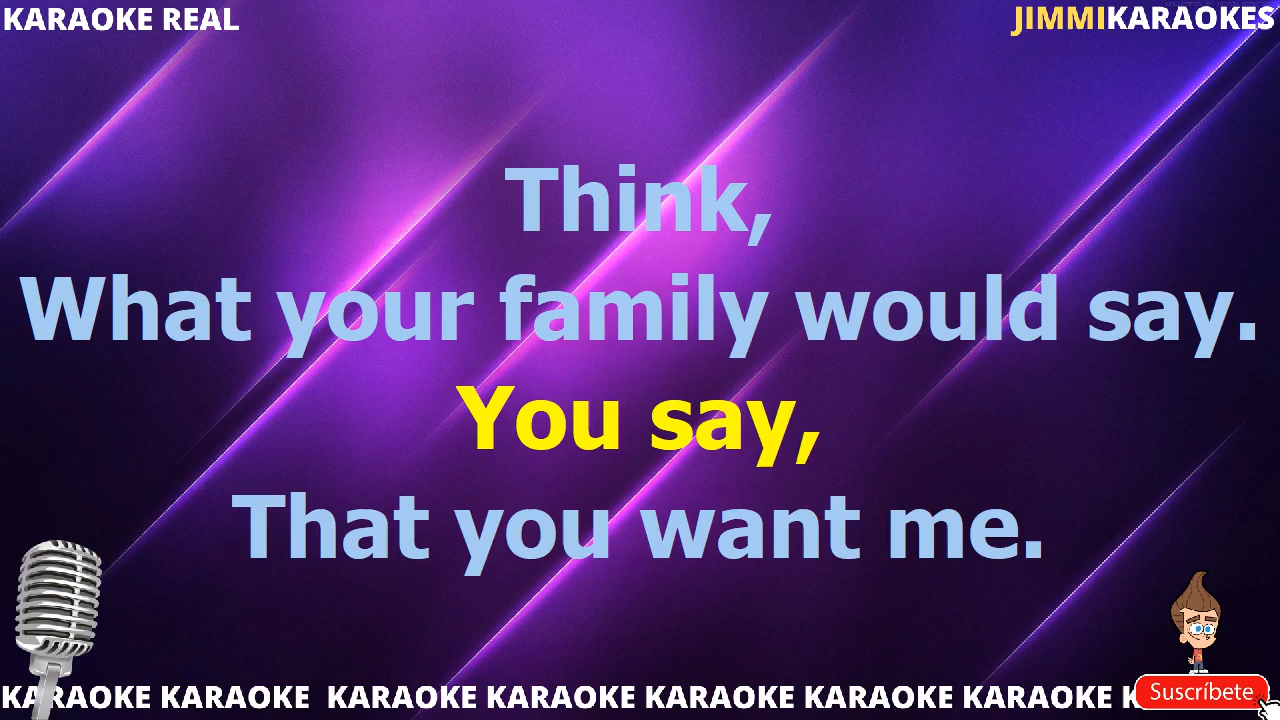 KARAOKE REAL
JIMMIKARAOKES
Think,
What your family would say.
You say,
That you want me.
KARAOKE KARAOKE KARAOKE KARAOKE KARAOKE KARAOKE KARAOKE K
Suscríbete